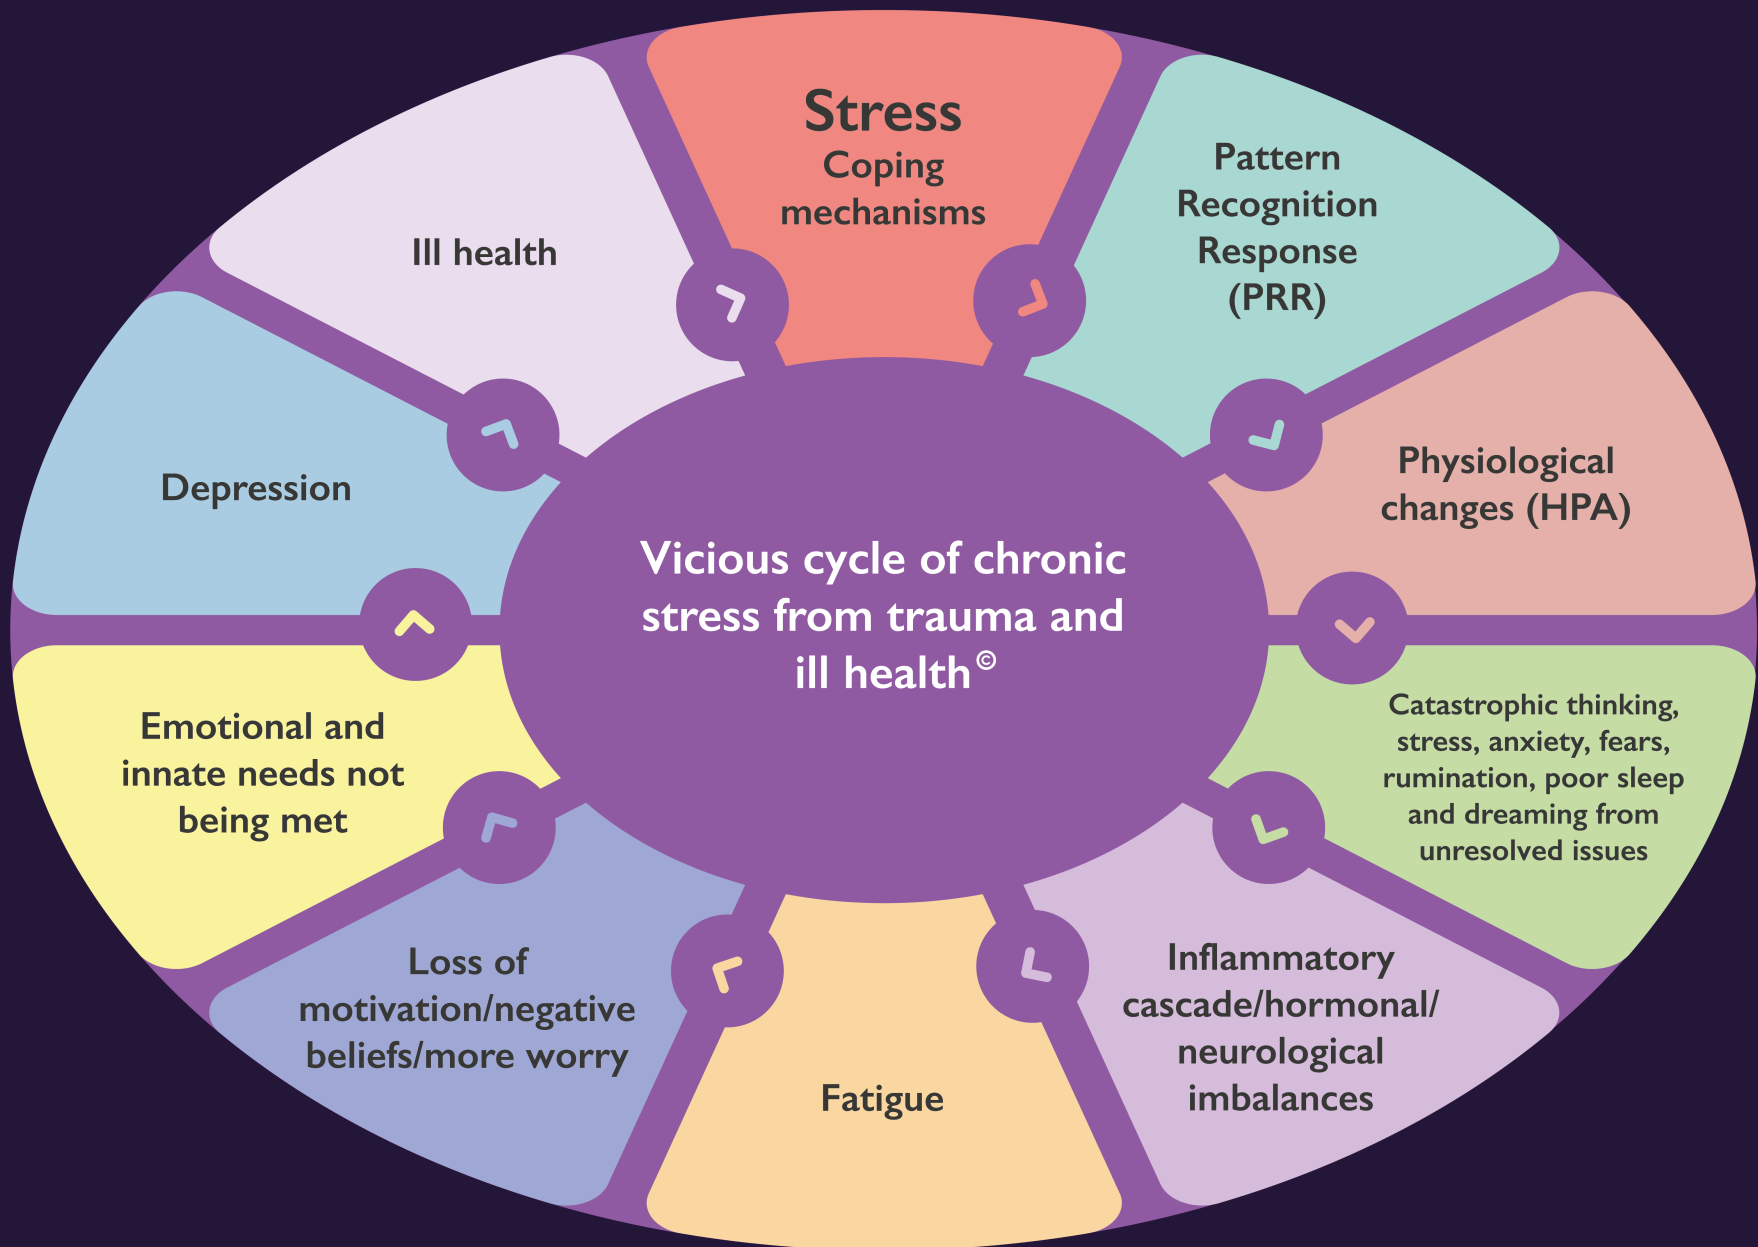 Stress
Coping
mechanisms
Pattern
Recognition
Response
(PRR)
Physiological
changes (HPA)
Catastrophic thinking,
stress, anxiety, fears,
rumination, poor sleep
and dreaming from
unresolved issues
Inflammatory
cascade/hormonal/
neurological
imbalances
Fatigue
Loss of
motivation/negative
beliefs/more worry
Emotional and
innate needs not
being met
Depression
Ill health
Vicious cycle of chronic
stress from trauma and
ill health©